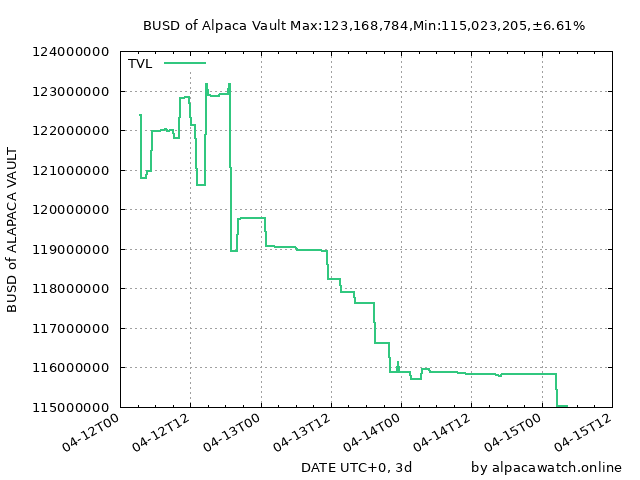 BUSD of Alpaca Vault Max:123,168,784,Min:115,023,205,±6.61%
TVL
124000000
123000000
122000000
121000000
120000000
119000000
118000000
117000000
116000000
115000000
BUSD of ALAPACA VAULT
04-12T00
04-12T12
04-13T00
04-13T12
04-14T00
04-14T12
04-15T00
04-15T12
DATE UTC+0, 3d
by alpacawatch.online